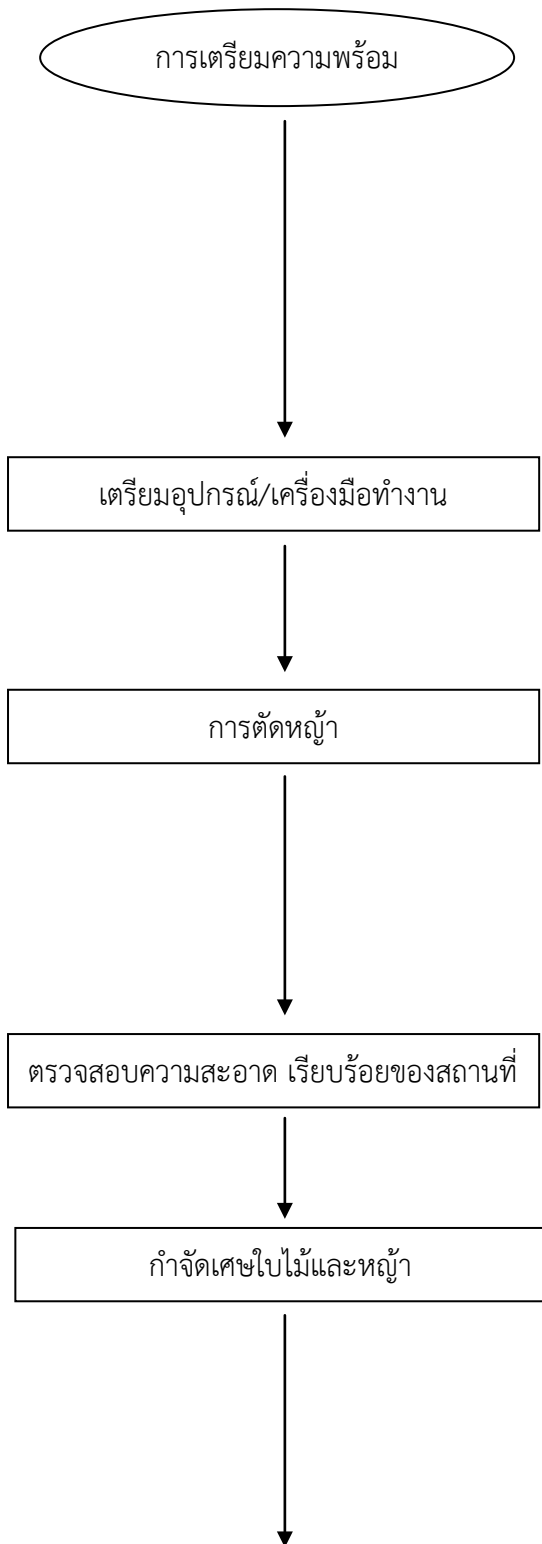 การเตรียมความพร้อม
เตรียมอุปกรณ์/เครื่องมือทำงาน
การตัดหญ้า
ตรวจสอบความสะอาด เรียบร้อยของสถานที่
กำจัดเศษใบไม้และหญ้า